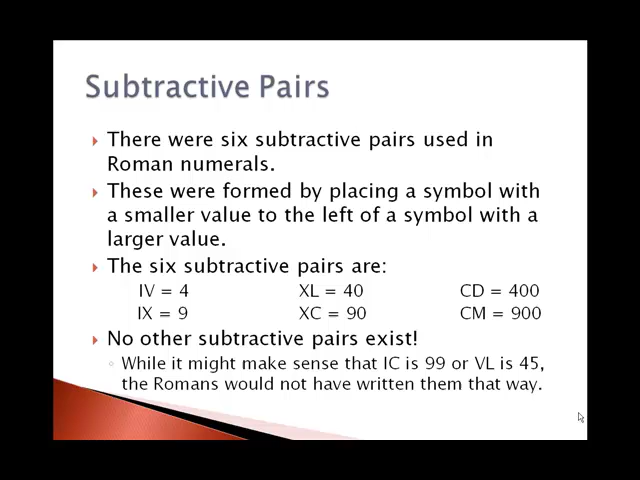 Subtractive Pairs
There were six subtractive pairs used in
Roman numerals.
These were formed by placing a symbol with
a smaller value to the left of a symbol with a
larger value.
The six subtractive pairs are:
IV = 4 XL = 40 CD = 400
IX = 9 XC = 90 CM = 900
No other subtractive pairs exist!
While it might make sense that IC is 99 or VL is 45,
the Romans would not have written them that way.